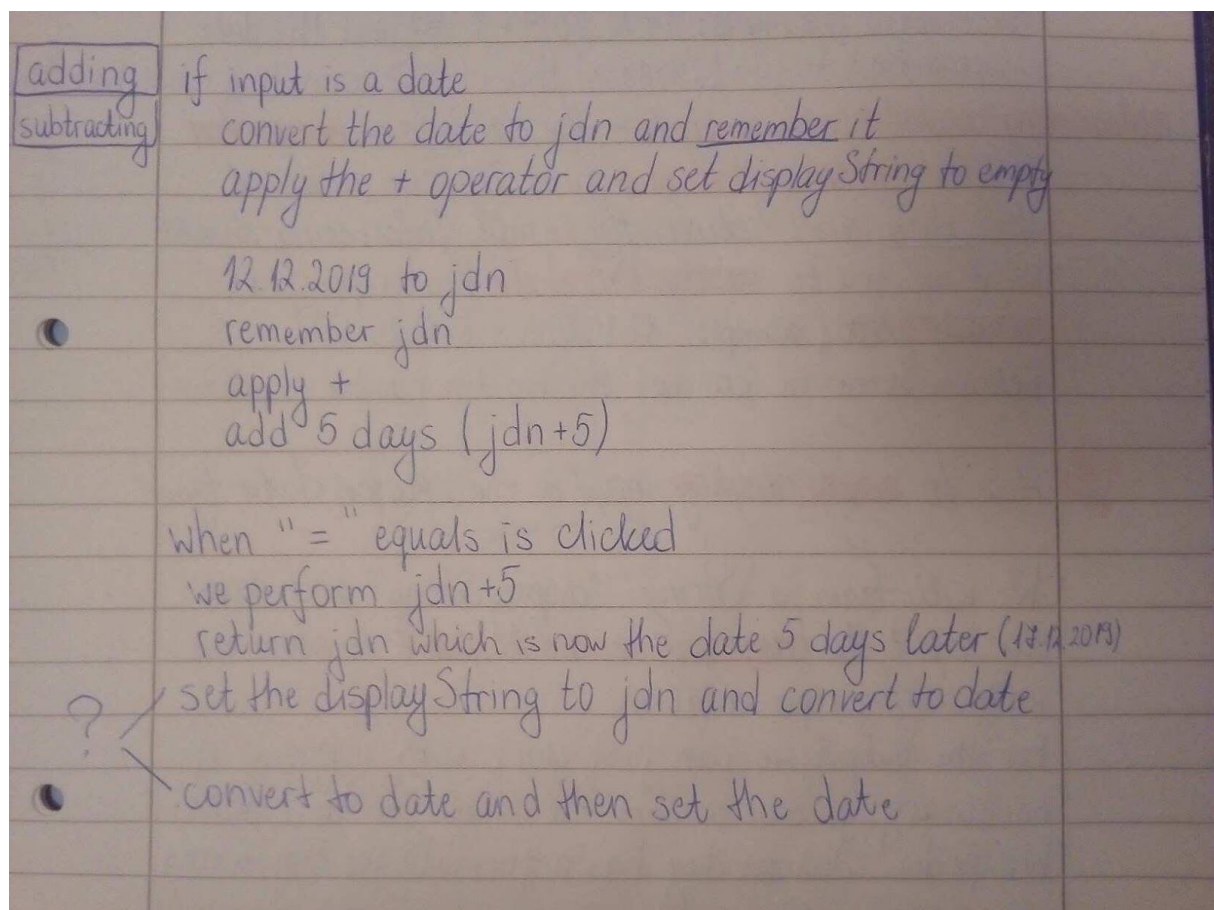 adding
subtracting
if input is a date
convert the date to jdn and remember it
apply the + operator and set displayString to empty
12.12.2019 to jdn
remember jdn
apply +
add 5 days (jdn+5)
when "=" equals is clicked
we perform jdn+5
return jdn which is now the date 5 days later (17.12.2019)
set the displayString to jdn and convert to date
?
convert to date and then set the date